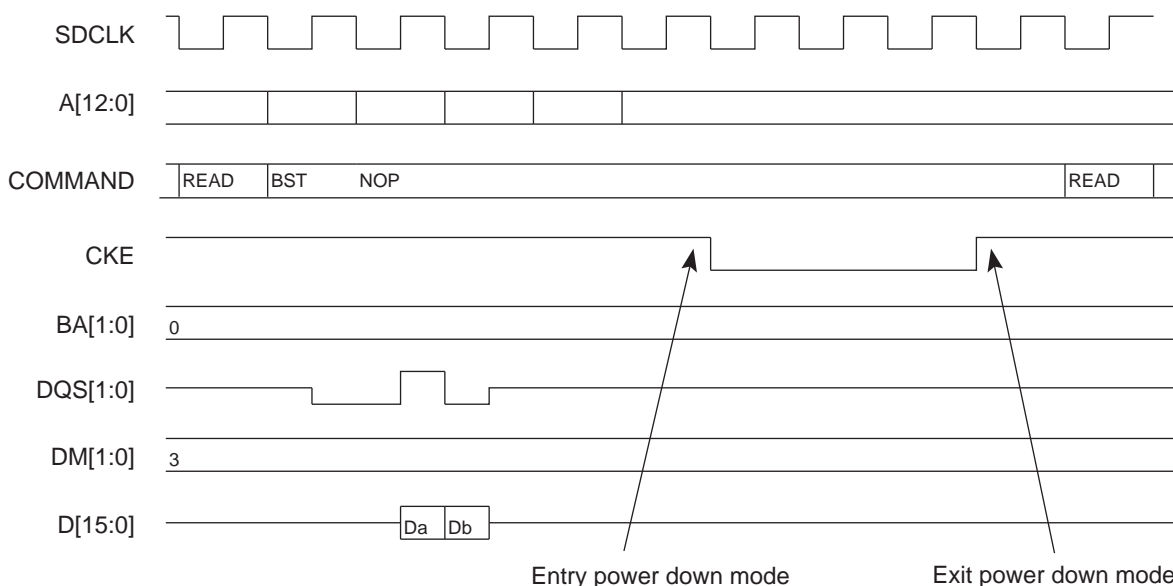 SDCLK
A[12:0]
COMMAND READ BST NOP READ
CKE
BA[1:0] 0
DQS[1:0]
DM[1:0] 3
D[15:0] Da Db
Entry power down mode Exit power down mode